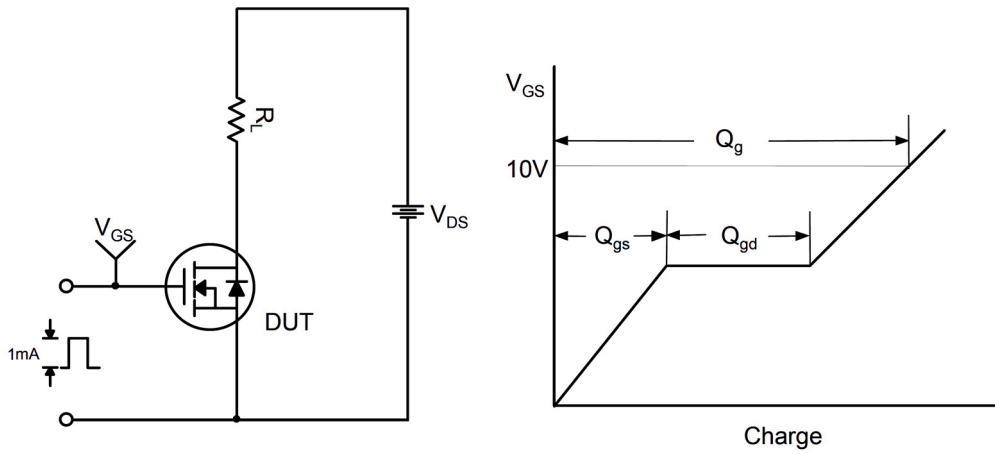 R_L
V_GS
V_DS
DUT
1mA
V_GS
Q_g
10V
Q_gs
Q_gd
Charge